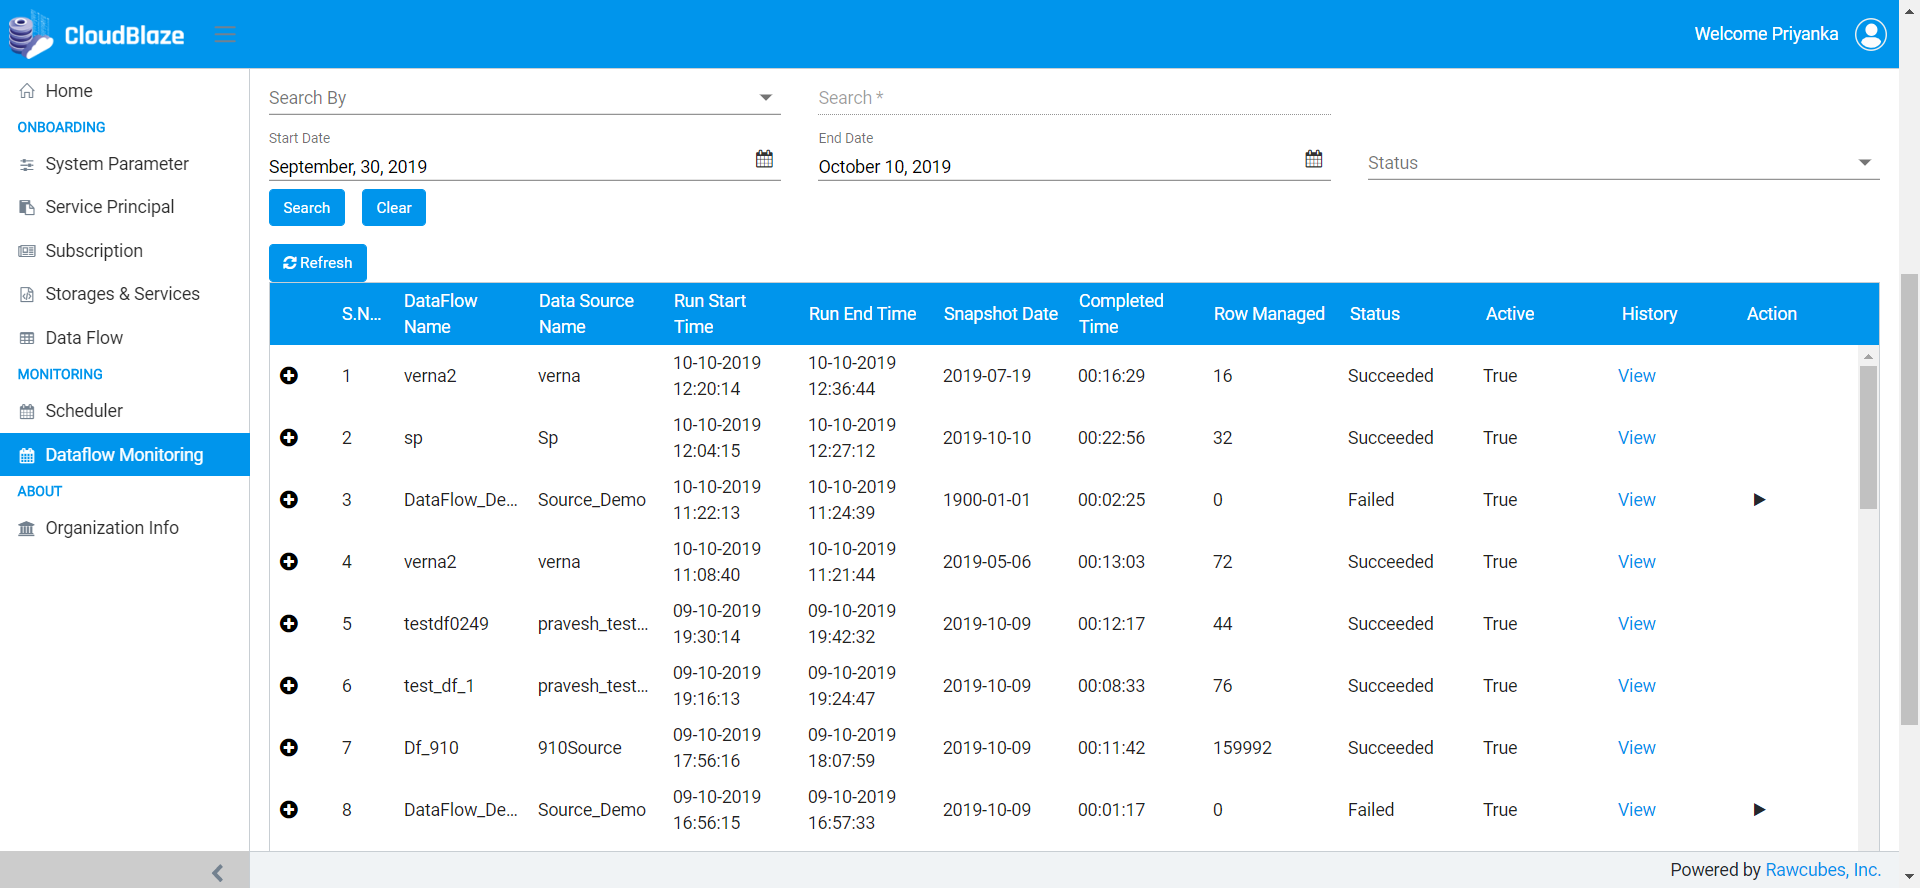 CloudBlaze
Welcome Priyanka
Home
ONBOARDING
System Parameter
Service Principal
Subscription
Storages & Services
Data Flow
MONITORING
Scheduler
Dataflow Monitoring
ABOUT
Organization Info
Search By
Search *
Start Date
September, 30, 2019
End Date
October 10, 2019
Status
Search Clear
Refresh
S.N... DataFlow Name Data Source Name Run Start Time Run End Time Snapshot Date Completed Time Row Managed Status Active History Action
1 verna2 verna 10-10-2019 12:20:14 10-10-2019 12:36:44 2019-07-19 00:16:29 16 Succeeded True View
2 sp Sp 10-10-2019 12:04:15 10-10-2019 12:27:12 2019-10-10 00:22:56 32 Succeeded True View
3 DataFlow_De... Source_Demo 10-10-2019 11:22:13 10-10-2019 11:24:39 1900-01-01 00:02:25 0 Failed True View
4 verna2 verna 10-10-2019 11:08:40 10-10-2019 11:21:44 2019-05-06 00:13:03 72 Succeeded True View
5 testdf0249 pravesh_test... 09-10-2019 19:30:14 09-10-2019 19:42:32 2019-10-09 00:12:17 44 Succeeded True View
6 test_df_1 pravesh_test... 09-10-2019 19:16:13 09-10-2019 19:24:47 2019-10-09 00:08:33 76 Succeeded True View
7 Df_910 910Source 09-10-2019 17:56:16 09-10-2019 18:07:59 2019-10-09 00:11:42 159992 Succeeded True View
8 DataFlow_De... Source_Demo 09-10-2019 16:56:15 09-10-2019 16:57:33 2019-10-09 00:01:17 0 Failed True View
Powered by Rawcubes, Inc.